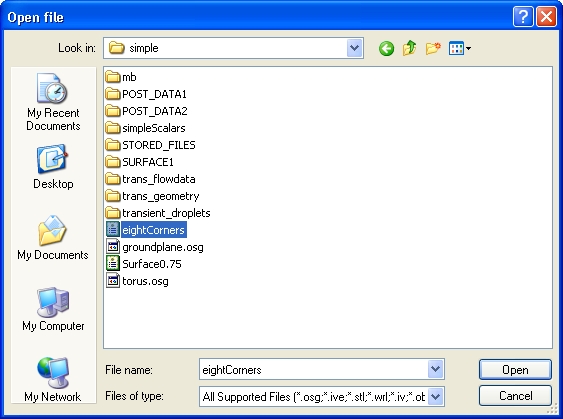 Open file
Look in:
simple
My Recent
Documents
Desktop
My Documents
My Computer
My Network
mb
POST_DATA1
POST_DATA2
simpleScalars
STORED_FILES
SURFACE1
trans_flowdata
trans_geometry
transient_droplets
eightCorners
groundplane.osg
Surface0.75
torus.osg
File name:
eightCorners
Open
Files of type:
All Supported Files (*.osg;*.ive;*.stl;*.wrl;*.iv;*.ob
Cancel